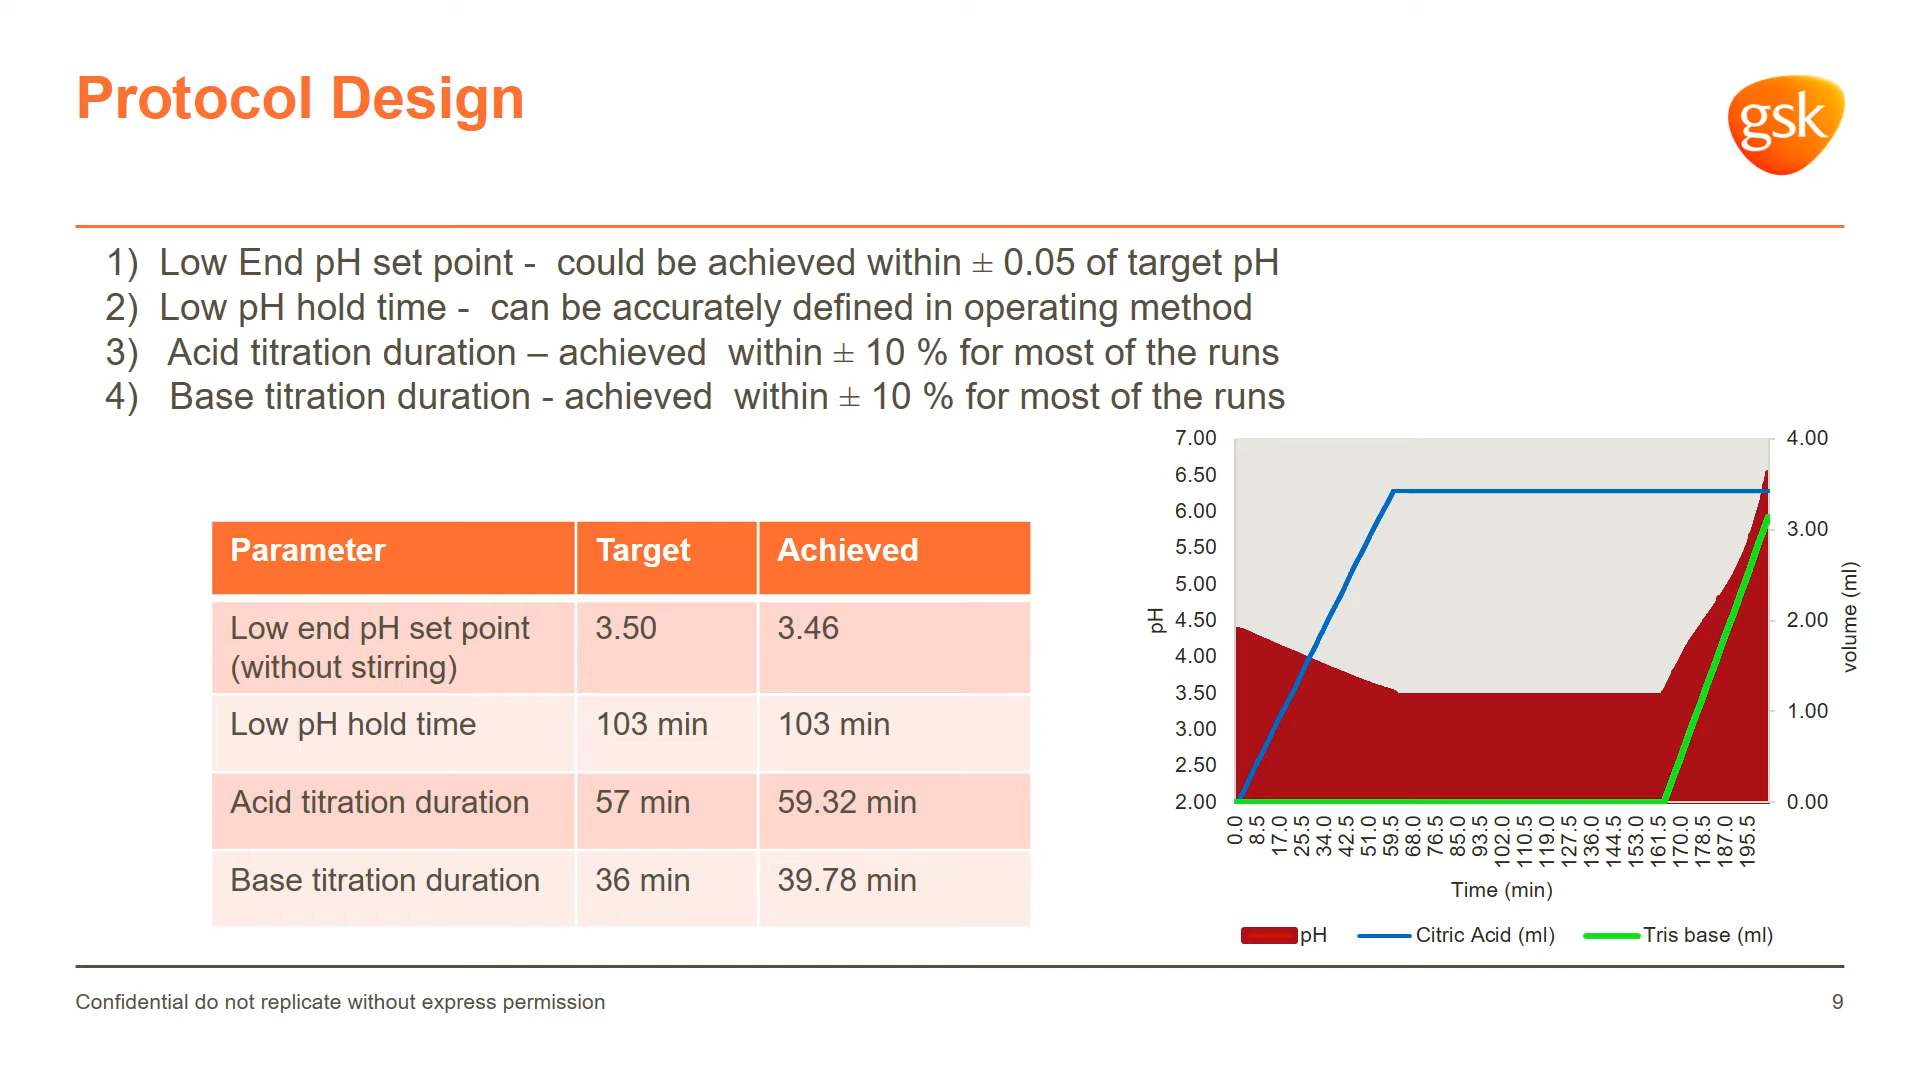 Protocol Design
gsk
1) Low End pH set point - could be achieved within ± 0.05 of target pH
2) Low pH hold time - can be accurately defined in operating method
3) Acid titration duration – achieved within ± 10 % for most of the runs
4) Base titration duration - achieved within ± 10 % for most of the runs
Parameter Target Achieved
Low end pH set point 3.50 3.46
(without stirring)
Low pH hold time 103 min 103 min
Acid titration duration 57 min 59.32 min
Base titration duration 36 min 39.78 min
7.00
6.50
6.00
5.50
5.00
4.50
4.00
3.50
3.00
2.50
2.00
pH
4.00
3.00
2.00
1.00
0.00
volume (ml)
0.0
8.5
17.0
25.5
34.0
42.5
51.0
59.5
68.0
76.5
85.0
93.5
102.0
110.5
119.0
127.5
136.0
144.5
153.0
161.5
170.0
178.5
187.0
195.5
Time (min)
pH Citric Acid (ml) Tris base (ml)
Confidential do not replicate without express permission
9